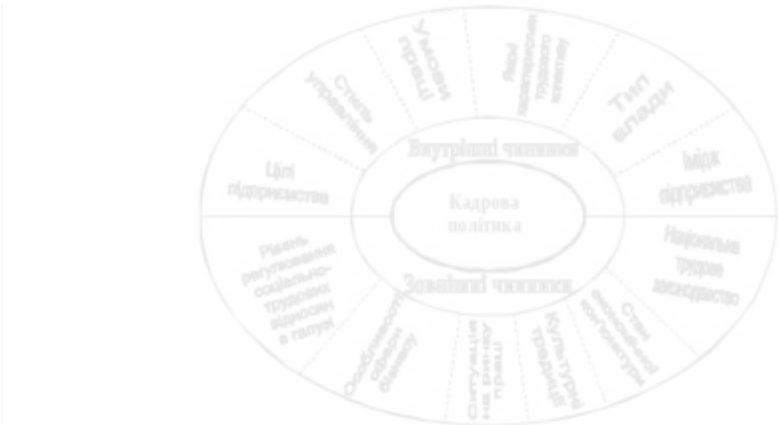 Цілі
підприємства
Стиль
управління
Умови
праці
Якісні
характеристики
трудового
колективу
Тип
влади
Імідж
підприємства
Внутрішні чинники
Кадрова
політика
Зовнішні чинники
Рівень
регулювання
соціально-
трудових
відносин
в галузі
Особливості
сфери
бізнесу
Ситуація
на ринку
праці
Культурні
традиції
Стан
економічної
кон'юнктури
Національне
трудове
законодавство